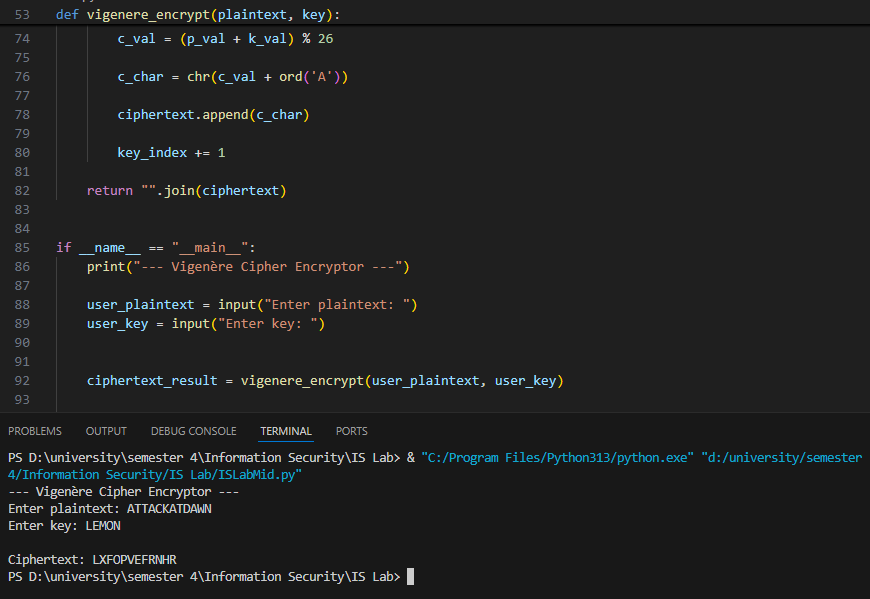 53 def vigenere_encrypt(plaintext, key):
74 c_val = (p_val + k_val) % 26
75
76 c_char = chr(c_val + ord('A'))
77
78 ciphertext.append(c_char)
79
80 key_index += 1
81
82 return "".join(ciphertext)
83
84
85 if __name__ == "__main__":
86 print("--- Vigenère Cipher Encryptor ---")
87
88 user_plaintext = input("Enter plaintext: ")
89 user_key = input("Enter key: ")
90
91
92 ciphertext_result = vigenere_encrypt(user_plaintext, user_key)
93
PROBLEMS OUTPUT DEBUG CONSOLE TERMINAL PORTS
PS D:\university\semester 4\Information Security\IS Lab> & "C:/Program Files/Python313/python.exe" "d:/university/semester
4/Information Security/IS Lab/ISLabMid.py"
--- Vigenère Cipher Encryptor ---
Enter plaintext: ATTACKATDAWN
Enter key: LEMON
Ciphertext: LXFOPVEFRNHR
PS D:\university\semester 4\Information Security\IS Lab>